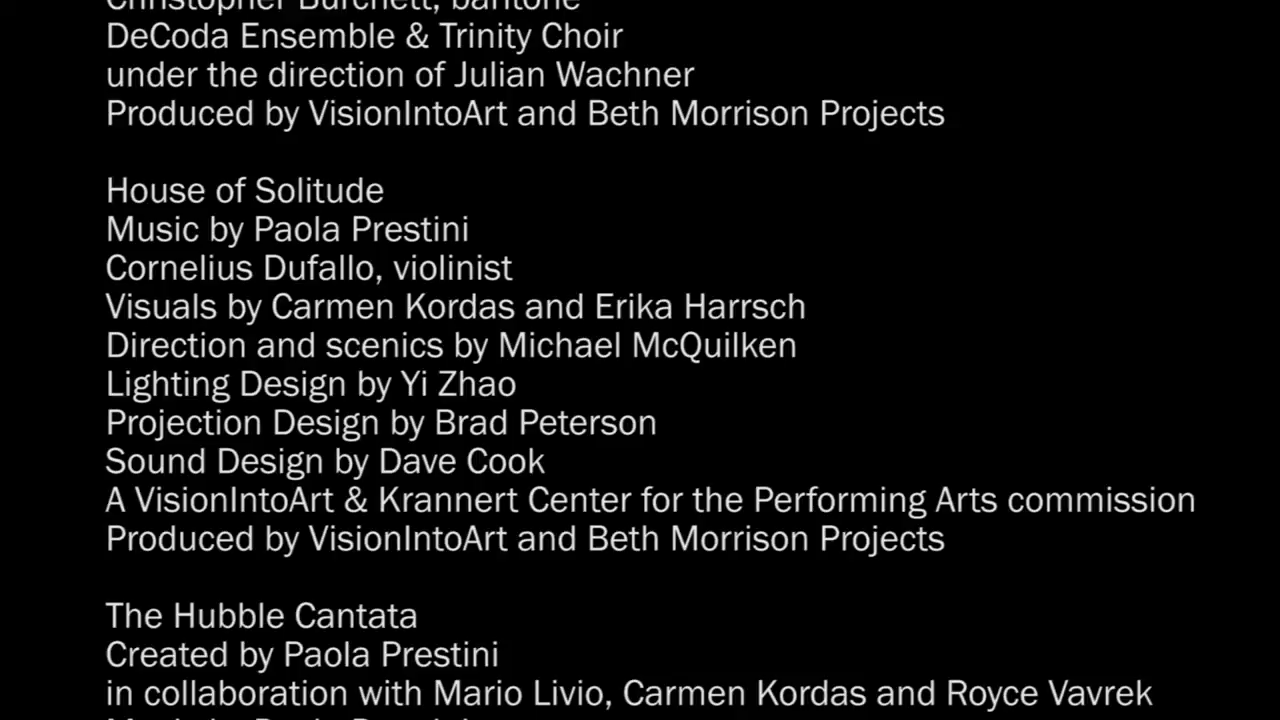 Christopher Burchett, baritone
DeCoda Ensemble & Trinity Choir
under the direction of Julian Wachner
Produced by VisionIntoArt and Beth Morrison Projects
House of Solitude
Music by Paola Prestini
Cornelius Dufallo, violinist
Visuals by Carmen Kordas and Erika Harrsch
Direction and scenics by Michael McQuilken
Lighting Design by Yi Zhao
Projection Design by Brad Peterson
Sound Design by Dave Cook
A VisionIntoArt & Krannert Center for the Performing Arts commission
Produced by VisionIntoArt and Beth Morrison Projects
The Hubble Cantata
Created by Paola Prestini
in collaboration with Mario Livio, Carmen Kordas and Royce Vavrek